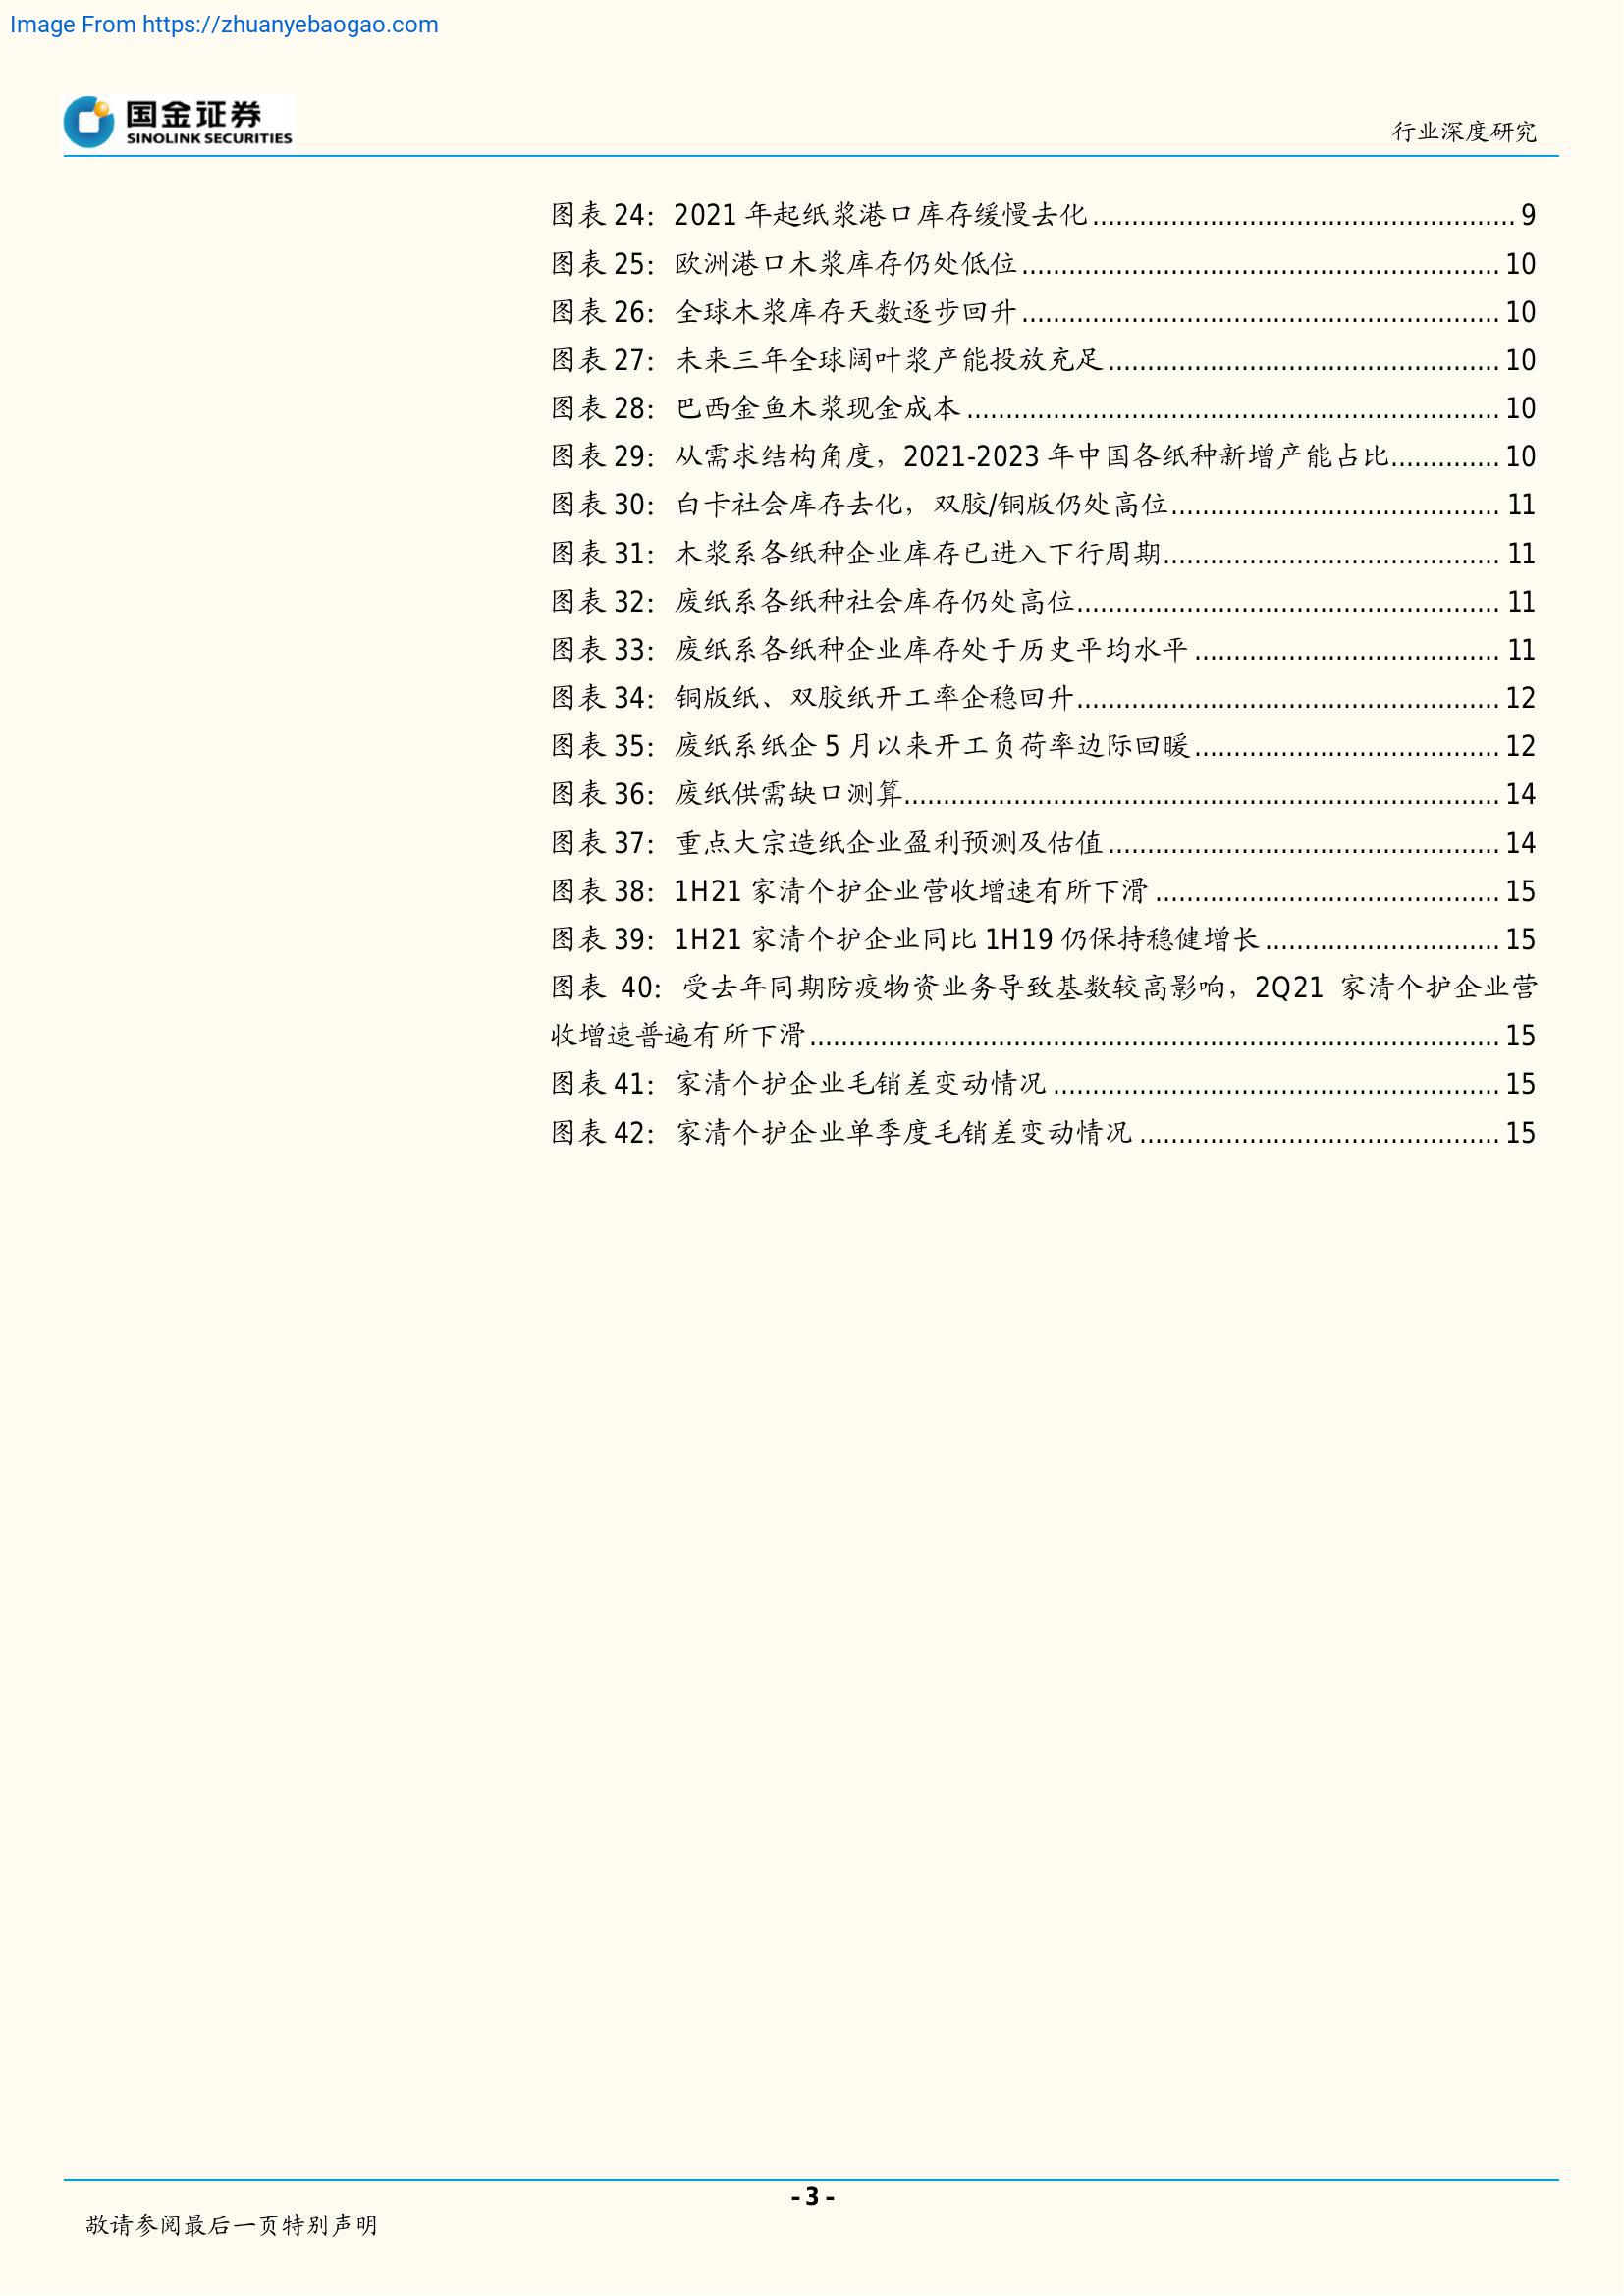 Image From https://zhuanyebaogao.com
国金证券
SINOLINK SECURITIES
行业深度研究
图表 24：2021 年起纸浆港口库存缓慢去化...................................................... 9
图表 25：欧洲港口木浆库存仍处低位............................................................. 10
图表 26：全球木浆库存天数逐步回升............................................................. 10
图表 27：未来三年全球阔叶浆产能投放充足.................................................. 10
图表 28：巴西金鱼木浆现金成本.................................................................... 10
图表 29：从需求结构角度，2021-2023 年中国各纸种新增产能占比.............. 10
图表 30：白卡社会库存去化，双胶/铜版仍处高位.......................................... 11
图表 31：木浆系各纸种企业库存已进入下行周期........................................... 11
图表 32：废纸系各纸种社会库存仍处高位...................................................... 11
图表 33：废纸系各纸种企业库存处于历史平均水平....................................... 11
图表 34：铜版纸、双胶纸开工率企稳回升...................................................... 12
图表 35：废纸系纸企 5 月以来开工负荷率边际回暖....................................... 12
图表 36：废纸供需缺口测算............................................................................ 14
图表 37：重点大宗造纸企业盈利预测及估值.................................................. 14
图表 38：1H21 家清个护企业营收增速有所下滑............................................ 15
图表 39：1H21 家清个护企业同比 1H19 仍保持稳健增长.............................. 15
图表 40：受去年同期防疫物资业务导致基数较高影响，2Q21 家清个护企业营
收增速普遍有所下滑........................................................................................ 15
图表 41：家清个护企业毛销差变动情况......................................................... 15
图表 42：家清个护企业单季度毛销差变动情况.............................................. 15
- 3 -
敬请参阅最后一页特别声明